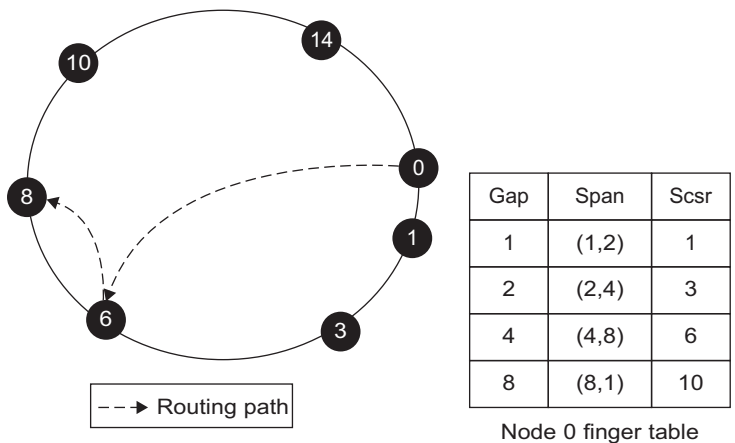 14
10
0
8
1
6
3
Routing path
Gap Span Scsr
1 (1,2) 1
2 (2,4) 3
4 (4,8) 6
8 (8,1) 10
Node 0 finger table